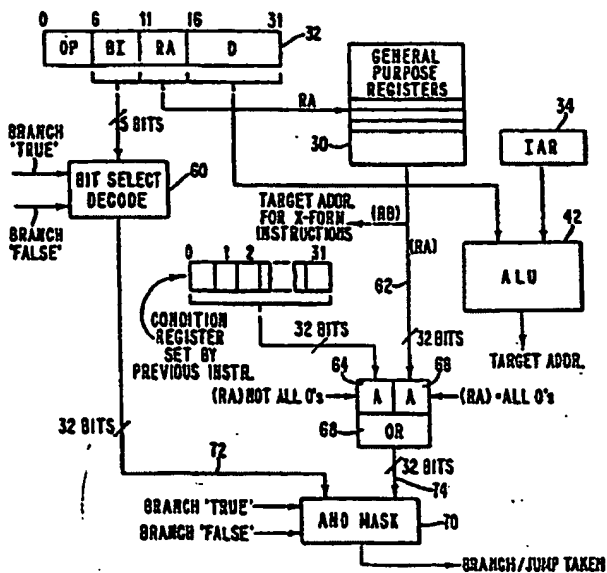 0 6 11 16 31
OP BI RA D
32
GENERAL
PURPOSE
REGISTERS
30
RA
5 BITS
34
IAR
BRANCH
"TRUE"
BIT SELECT
DECODE
60
BRANCH
"FALSE"
TARGET ADDR.
FOR X-FORM
INSTRUCTIONS
(RB)
(RA)
42
ALU
0 1 2 31
62
CONDITION
REGISTER
SET BY
PREVIOUS INSTR.
32 BITS
32 BITS
TARGET ADDR.
64 68
(RA) NOT ALL 0's
A A
(RA) = ALL 0's
68
OR
32 BITS
72
32 BITS
74
BRANCH "TRUE"
BRANCH "FALSE"
AND MASK
70
BRANCH/JUMP TAKEN